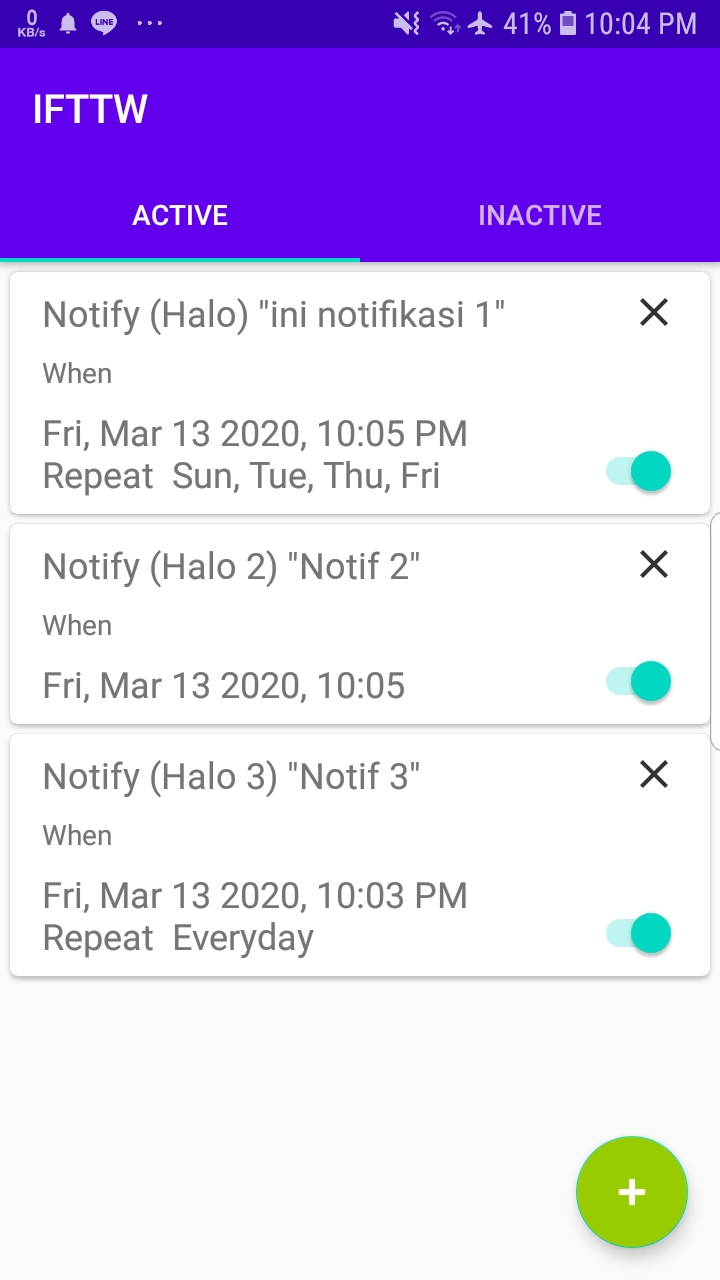 0 KB/s LINE 41% 10:04 PM
IFTTW
ACTIVE INACTIVE
Notify (Halo) "ini notifikasi 1"
When
Fri, Mar 13 2020, 10:05 PM
Repeat  Sun, Tue, Thu, Fri
Notify (Halo 2) "Notif 2"
When
Fri, Mar 13 2020, 10:05
Notify (Halo 3) "Notif 3"
When
Fri, Mar 13 2020, 10:03 PM
Repeat  Everyday